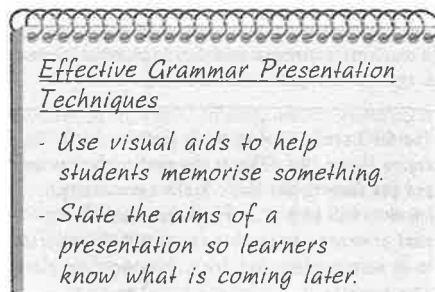 Effective Grammar Presentation
Techniques
- Use visual aids to help
students memorise something.
- State the aims of a
presentation so learners
know what is coming later.